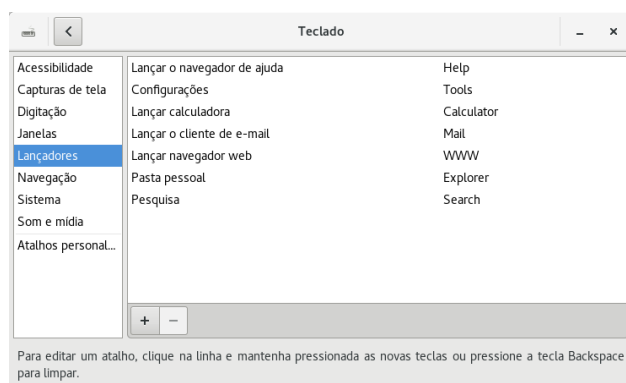 Teclado
Acessibilidade
Capturas de tela
Digitação
Janelas
Lançadores
Navegação
Sistema
Som e mídia
Atalhos personal...
Lançar o navegador de ajuda Help
Configurações Tools
Lançar calculadora Calculator
Lançar o cliente de e-mail Mail
Lançar navegador web WWW
Pasta pessoal Explorer
Pesquisa Search
Para editar um atalho, clique na linha e mantenha pressionada as novas teclas ou pressione a tecla Backspace
para limpar.